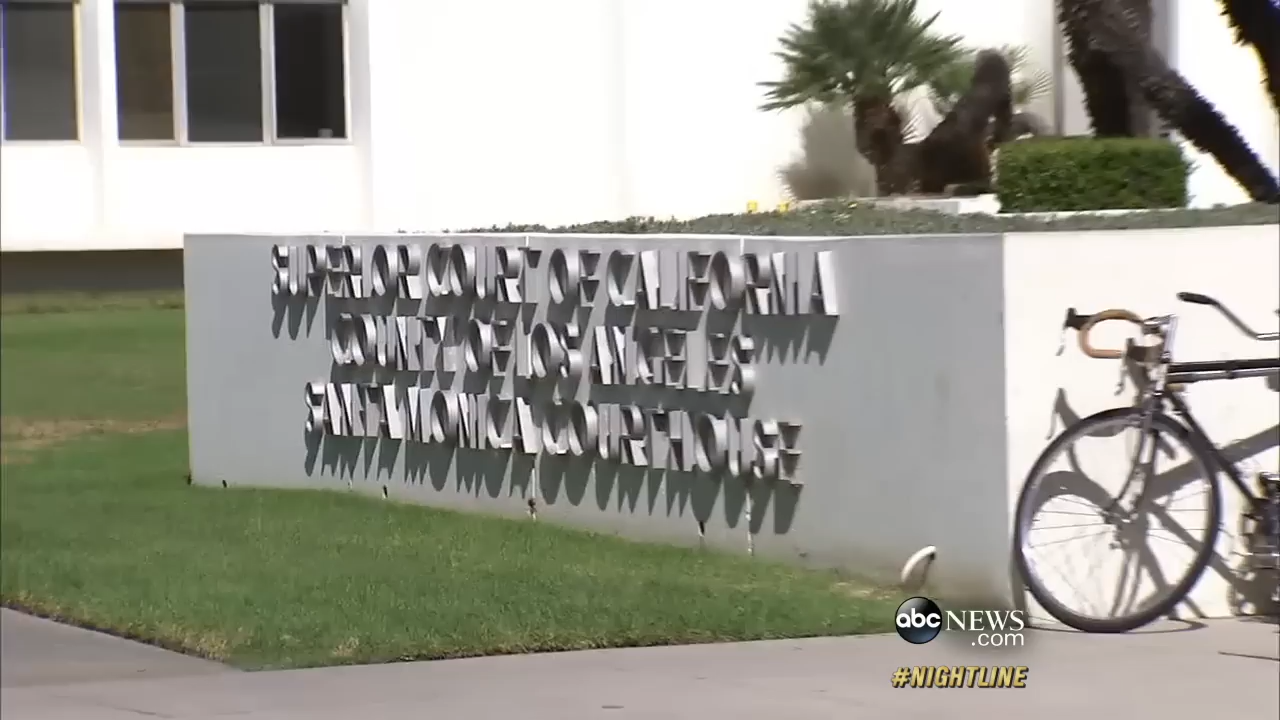 SUPERIOR COURT OF CALIFORNIA
COUNTY OF LOS ANGELES
SANTA MONICA COURTHOUSE
abc NEWS
.com
#NIGHTLINE